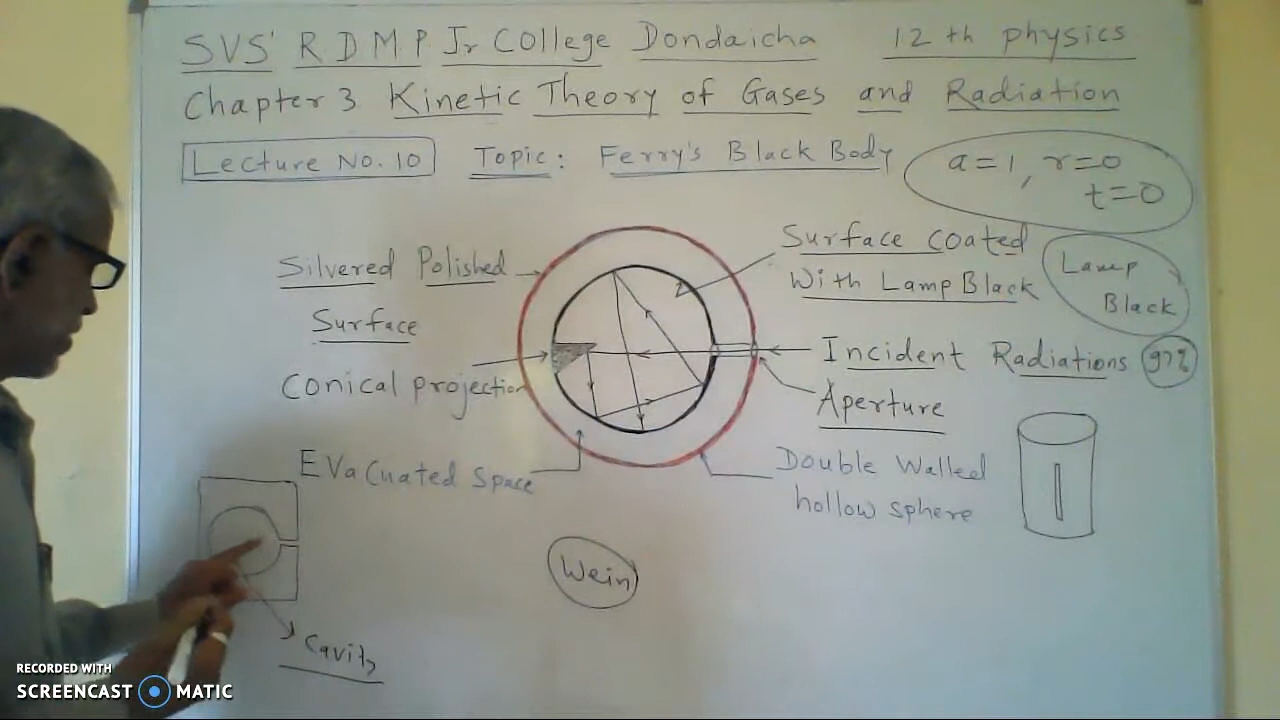 SVS' R D M P Jr College Dondaicha 12 th physics
Chapter 3 Kinetic Theory of Gases and Radiation
Lecture No. 10 Topic: Ferry's Black Body
a=1, r=0
t=0
Silvered Polished
Surface
Surface coated
With Lamp Black
Lamp
Black
Incident Radiations 97%
Conical projection
Aperture
Evacuated Space
Double Walled
hollow sphere
Wein
Cavity
RECORDED WITH
SCREENCAST MATIC